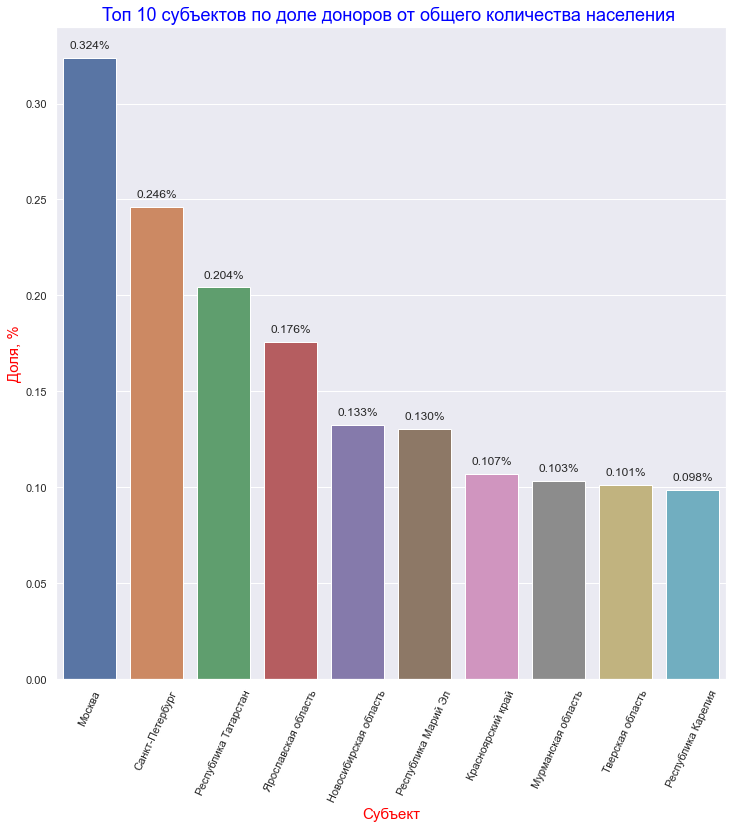 Топ 10 субъектов по доле доноров от общего количества населения
0.324%
0.246%
0.204%
0.176%
0.133%
0.130%
0.107%
0.103%
0.101%
0.098%
0.30
0.25
0.20
0.15
0.10
0.05
0.00
Доля, %
Москва
Санкт-Петербург
Республика Татарстан
Ярославская область
Новосибирская область
Республика Марий Эл
Красноярский край
Мурманская область
Тверская область
Республика Карелия
Субъект